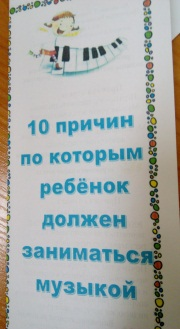 10 причин
по которым
ребёнок
должен
заниматься
музыкой